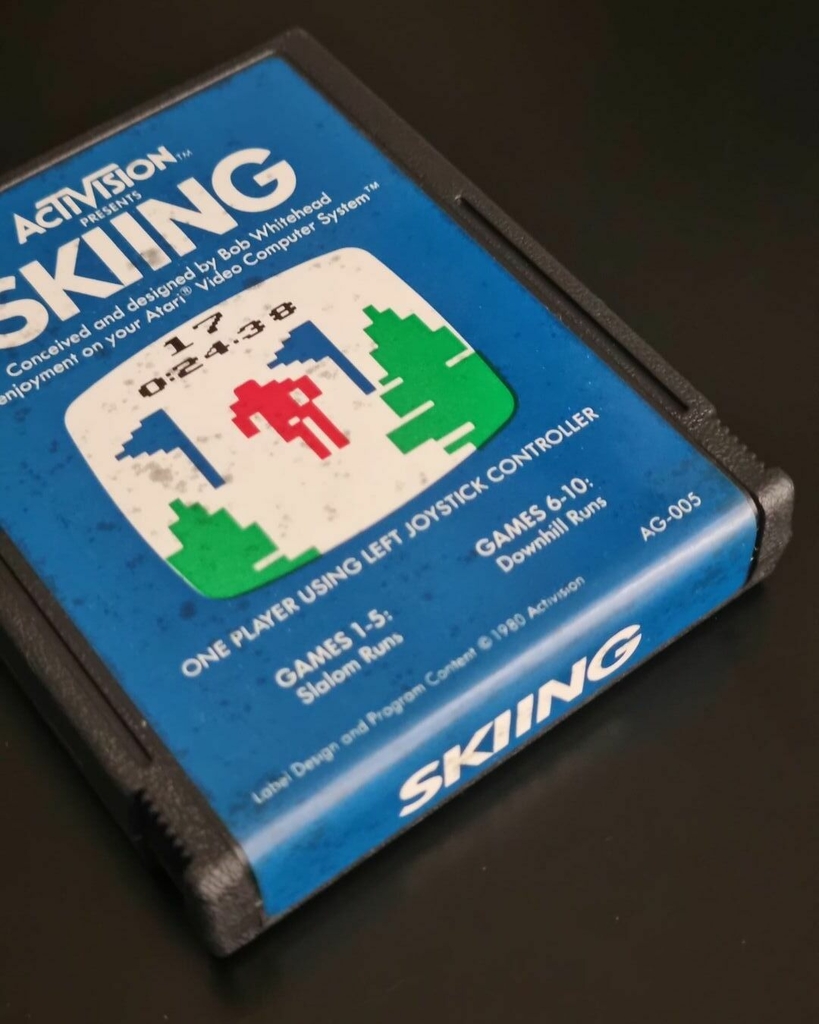 ACTIVISION™
PRESENTS
SKIING
Conceived and designed by Bob Whitehead
enjoyment on your Atari® Video Computer System™
17
0:24.38
ONE PLAYER USING LEFT JOYSTICK CONTROLLER
GAMES 1-5:
Slalom Runs
GAMES 6-10:
Downhill Runs
AG-005
Label Design and Program Content © 1980 Activision
SKIING